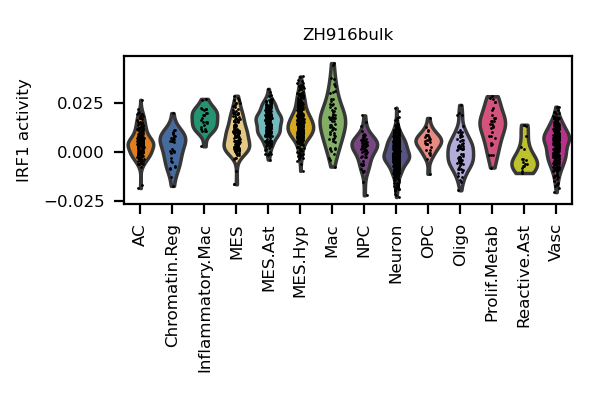 ZH916bulk
IRF1 activity
0.025
0.000
−0.025
AC
Chromatin.Reg
Inflammatory.Mac
MES
MES.Ast
MES.Hyp
Mac
NPC
Neuron
OPC
Oligo
Prolif.Metab
Reactive.Ast
Vasc